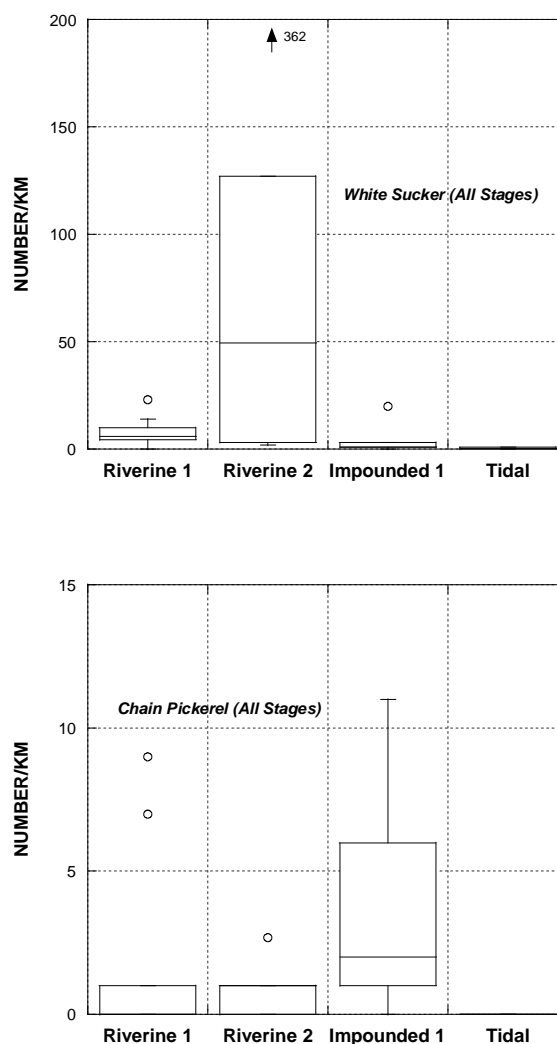 200
362
150
White Sucker (All Stages)
NUMBER/KM
100
50
0
Riverine 1 Riverine 2 Impounded 1 Tidal
15
Chain Pickerel (All Stages)
10
NUMBER/KM
5
0
Riverine 1 Riverine 2 Impounded 1 Tidal